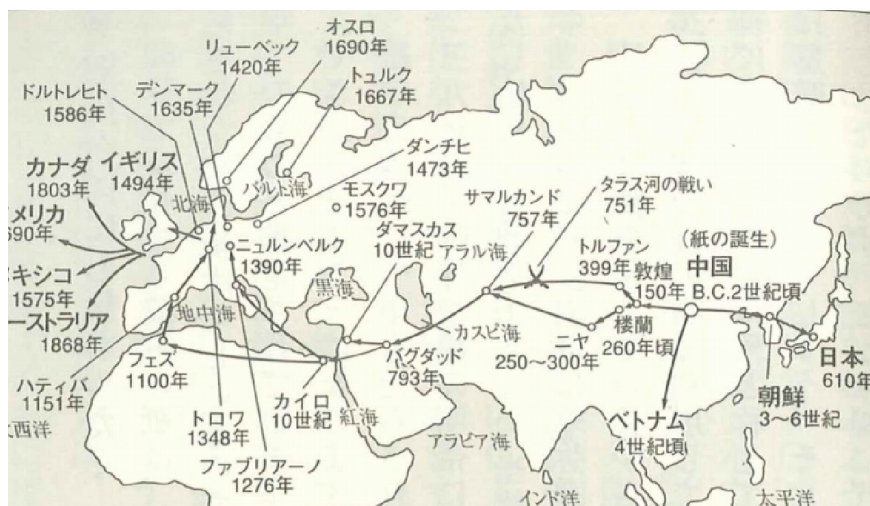 オスロ
1690年
リューベック
1420年
トュルク
1667年
ドルトレヒト
1586年
デンマーク
1635年
ダンチヒ
1473年
カナダ
1803年
イギリス
1494年
北海
バルト海
モスクワ
1576年
サマルカンド
757年
タラス河の戦い
751年
メリカ
690年
ニュルンベルク
1390年
ダマスカス
10世紀
アラル海
トルファン
399年
(紙の誕生)
中国
B.C.2世紀頃
敦煌
150年
キシコ
1575年
黒海
地中海
カスピ海
楼蘭
260年頃
ーストラリア
1868年
ニヤ
250〜300年
バグダッド
793年
日本
610年
フェズ
1100年
ハティバ
1151年
カイロ
10世紀
紅海
朝鮮
3〜6世紀
トロワ
1348年
アラビア海
ベトナム
4世紀頃
西洋
ファブリアーノ
1276年
インド洋
太平洋